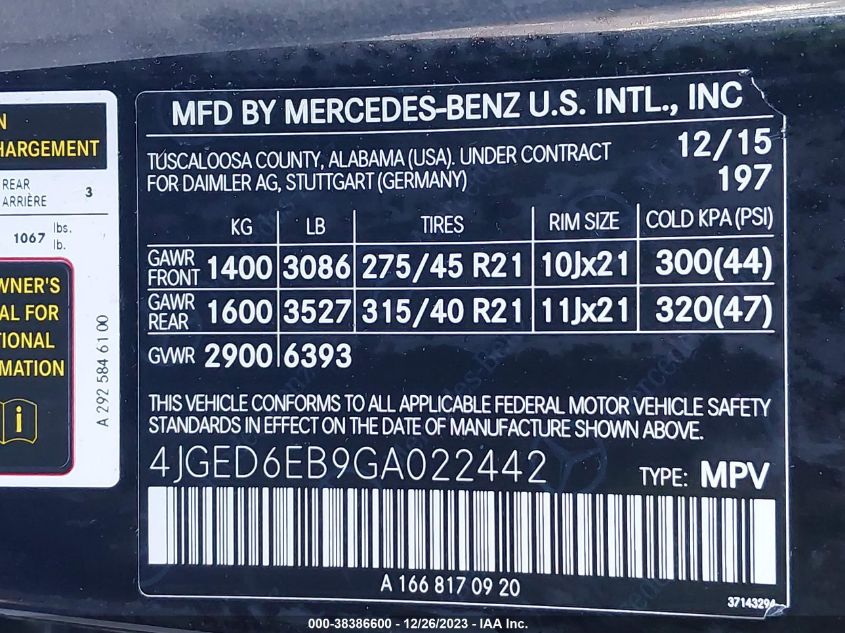 N
HARGEMENT
REAR
ARRIÈRE 3
1067 lbs.
lb.
WNER'S
AL FOR
TIONAL
MATION
A 292 584 61 00
MFD BY MERCEDES-BENZ U.S. INTL., INC
TUSCALOOSA COUNTY, ALABAMA (USA). UNDER CONTRACT
FOR DAIMLER AG, STUTTGART (GERMANY)
12/15
197
KG LB TIRES RIM SIZE COLD KPA (PSI)
GAWR
FRONT 1400 3086 275/45 R21 10Jx21 300(44)
GAWR
REAR 1600 3527 315/40 R21 11Jx21 320(47)
GVWR 2900 6393
THIS VEHICLE CONFORMS TO ALL APPLICABLE FEDERAL MOTOR VEHICLE SAFETY
STANDARDS IN EFFECT ON THE DATE OF MANUFACTURE SHOWN ABOVE.
4JGED6EB9GA022442 TYPE: MPV
A 166 817 09 20
37143294
000-38386600 - 12/26/2023 - IAA Inc.